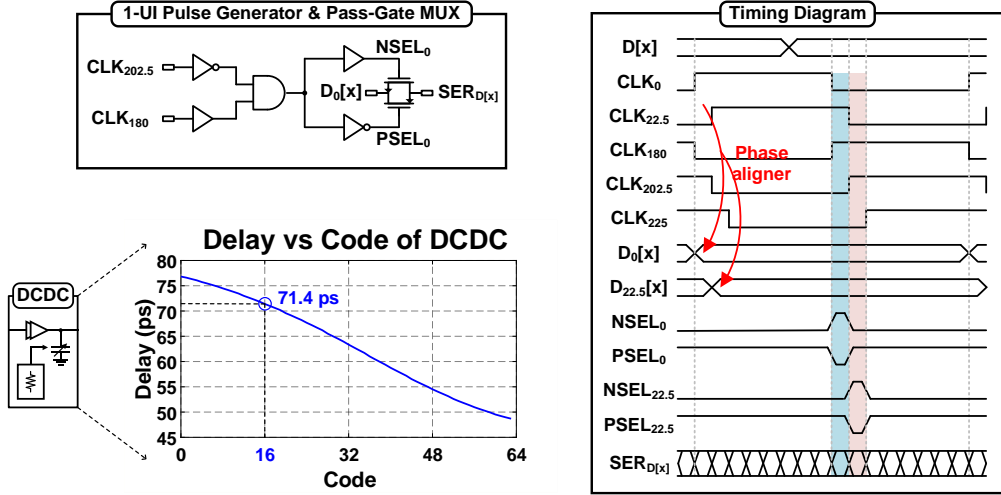 1-UI Pulse Generator & Pass-Gate MUX
CLK202.5
CLK180
NSEL0
D0[x]
SERD[x]
PSEL0
DCDC
Delay vs Code of DCDC
Delay (ps)
80
75
70
65
60
55
50
45
71.4 ps
0
16
32
48
64
Code
Timing Diagram
D[x]
CLK0
CLK22.5
CLK180
CLK202.5
CLK225
D0[x]
D22.5[x]
NSEL0
PSEL0
NSEL22.5
PSEL22.5
SERD[x]
Phase
aligner